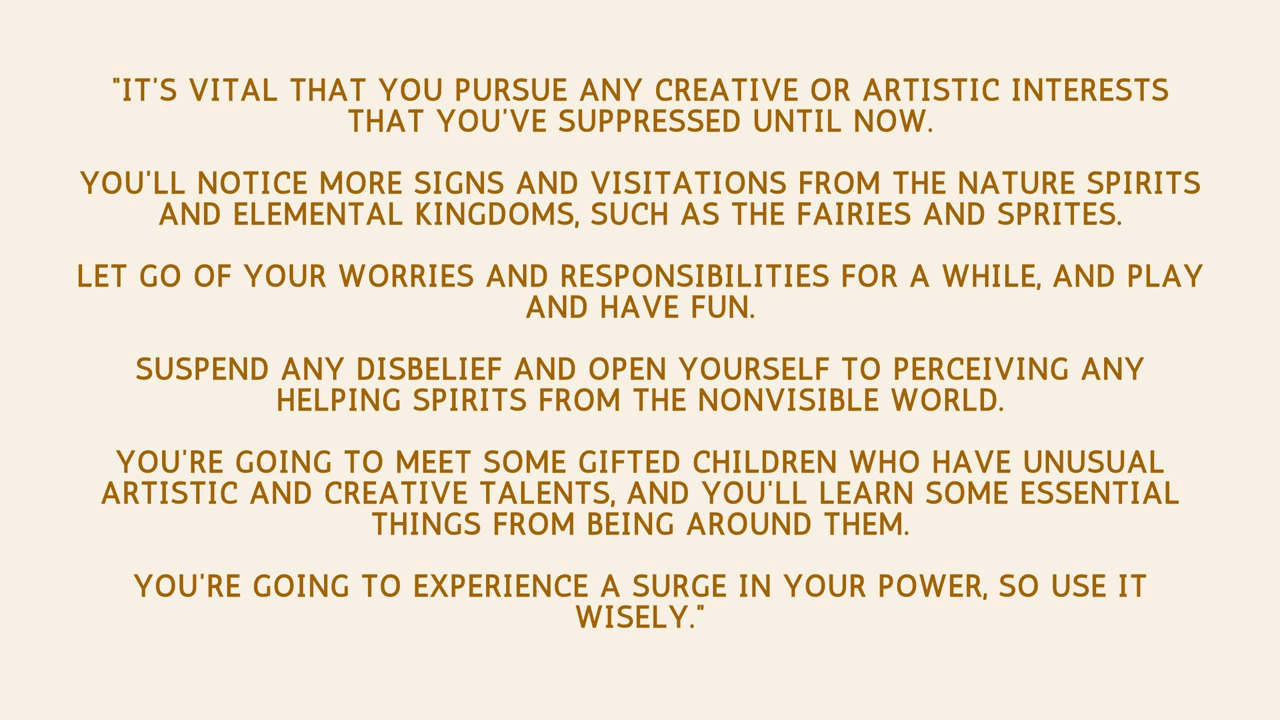 "IT'S VITAL THAT YOU PURSUE ANY CREATIVE OR ARTISTIC INTERESTS
THAT YOU'VE SUPPRESSED UNTIL NOW.
YOU'LL NOTICE MORE SIGNS AND VISITATIONS FROM THE NATURE SPIRITS
AND ELEMENTAL KINGDOMS, SUCH AS THE FAIRIES AND SPRITES.
LET GO OF YOUR WORRIES AND RESPONSIBILITIES FOR A WHILE, AND PLAY
AND HAVE FUN.
SUSPEND ANY DISBELIEF AND OPEN YOURSELF TO PERCEIVING ANY
HELPING SPIRITS FROM THE NONVISIBLE WORLD.
YOU'RE GOING TO MEET SOME GIFTED CHILDREN WHO HAVE UNUSUAL
ARTISTIC AND CREATIVE TALENTS, AND YOU'LL LEARN SOME ESSENTIAL
THINGS FROM BEING AROUND THEM.
YOU'RE GOING TO EXPERIENCE A SURGE IN YOUR POWER, SO USE IT
WISELY."